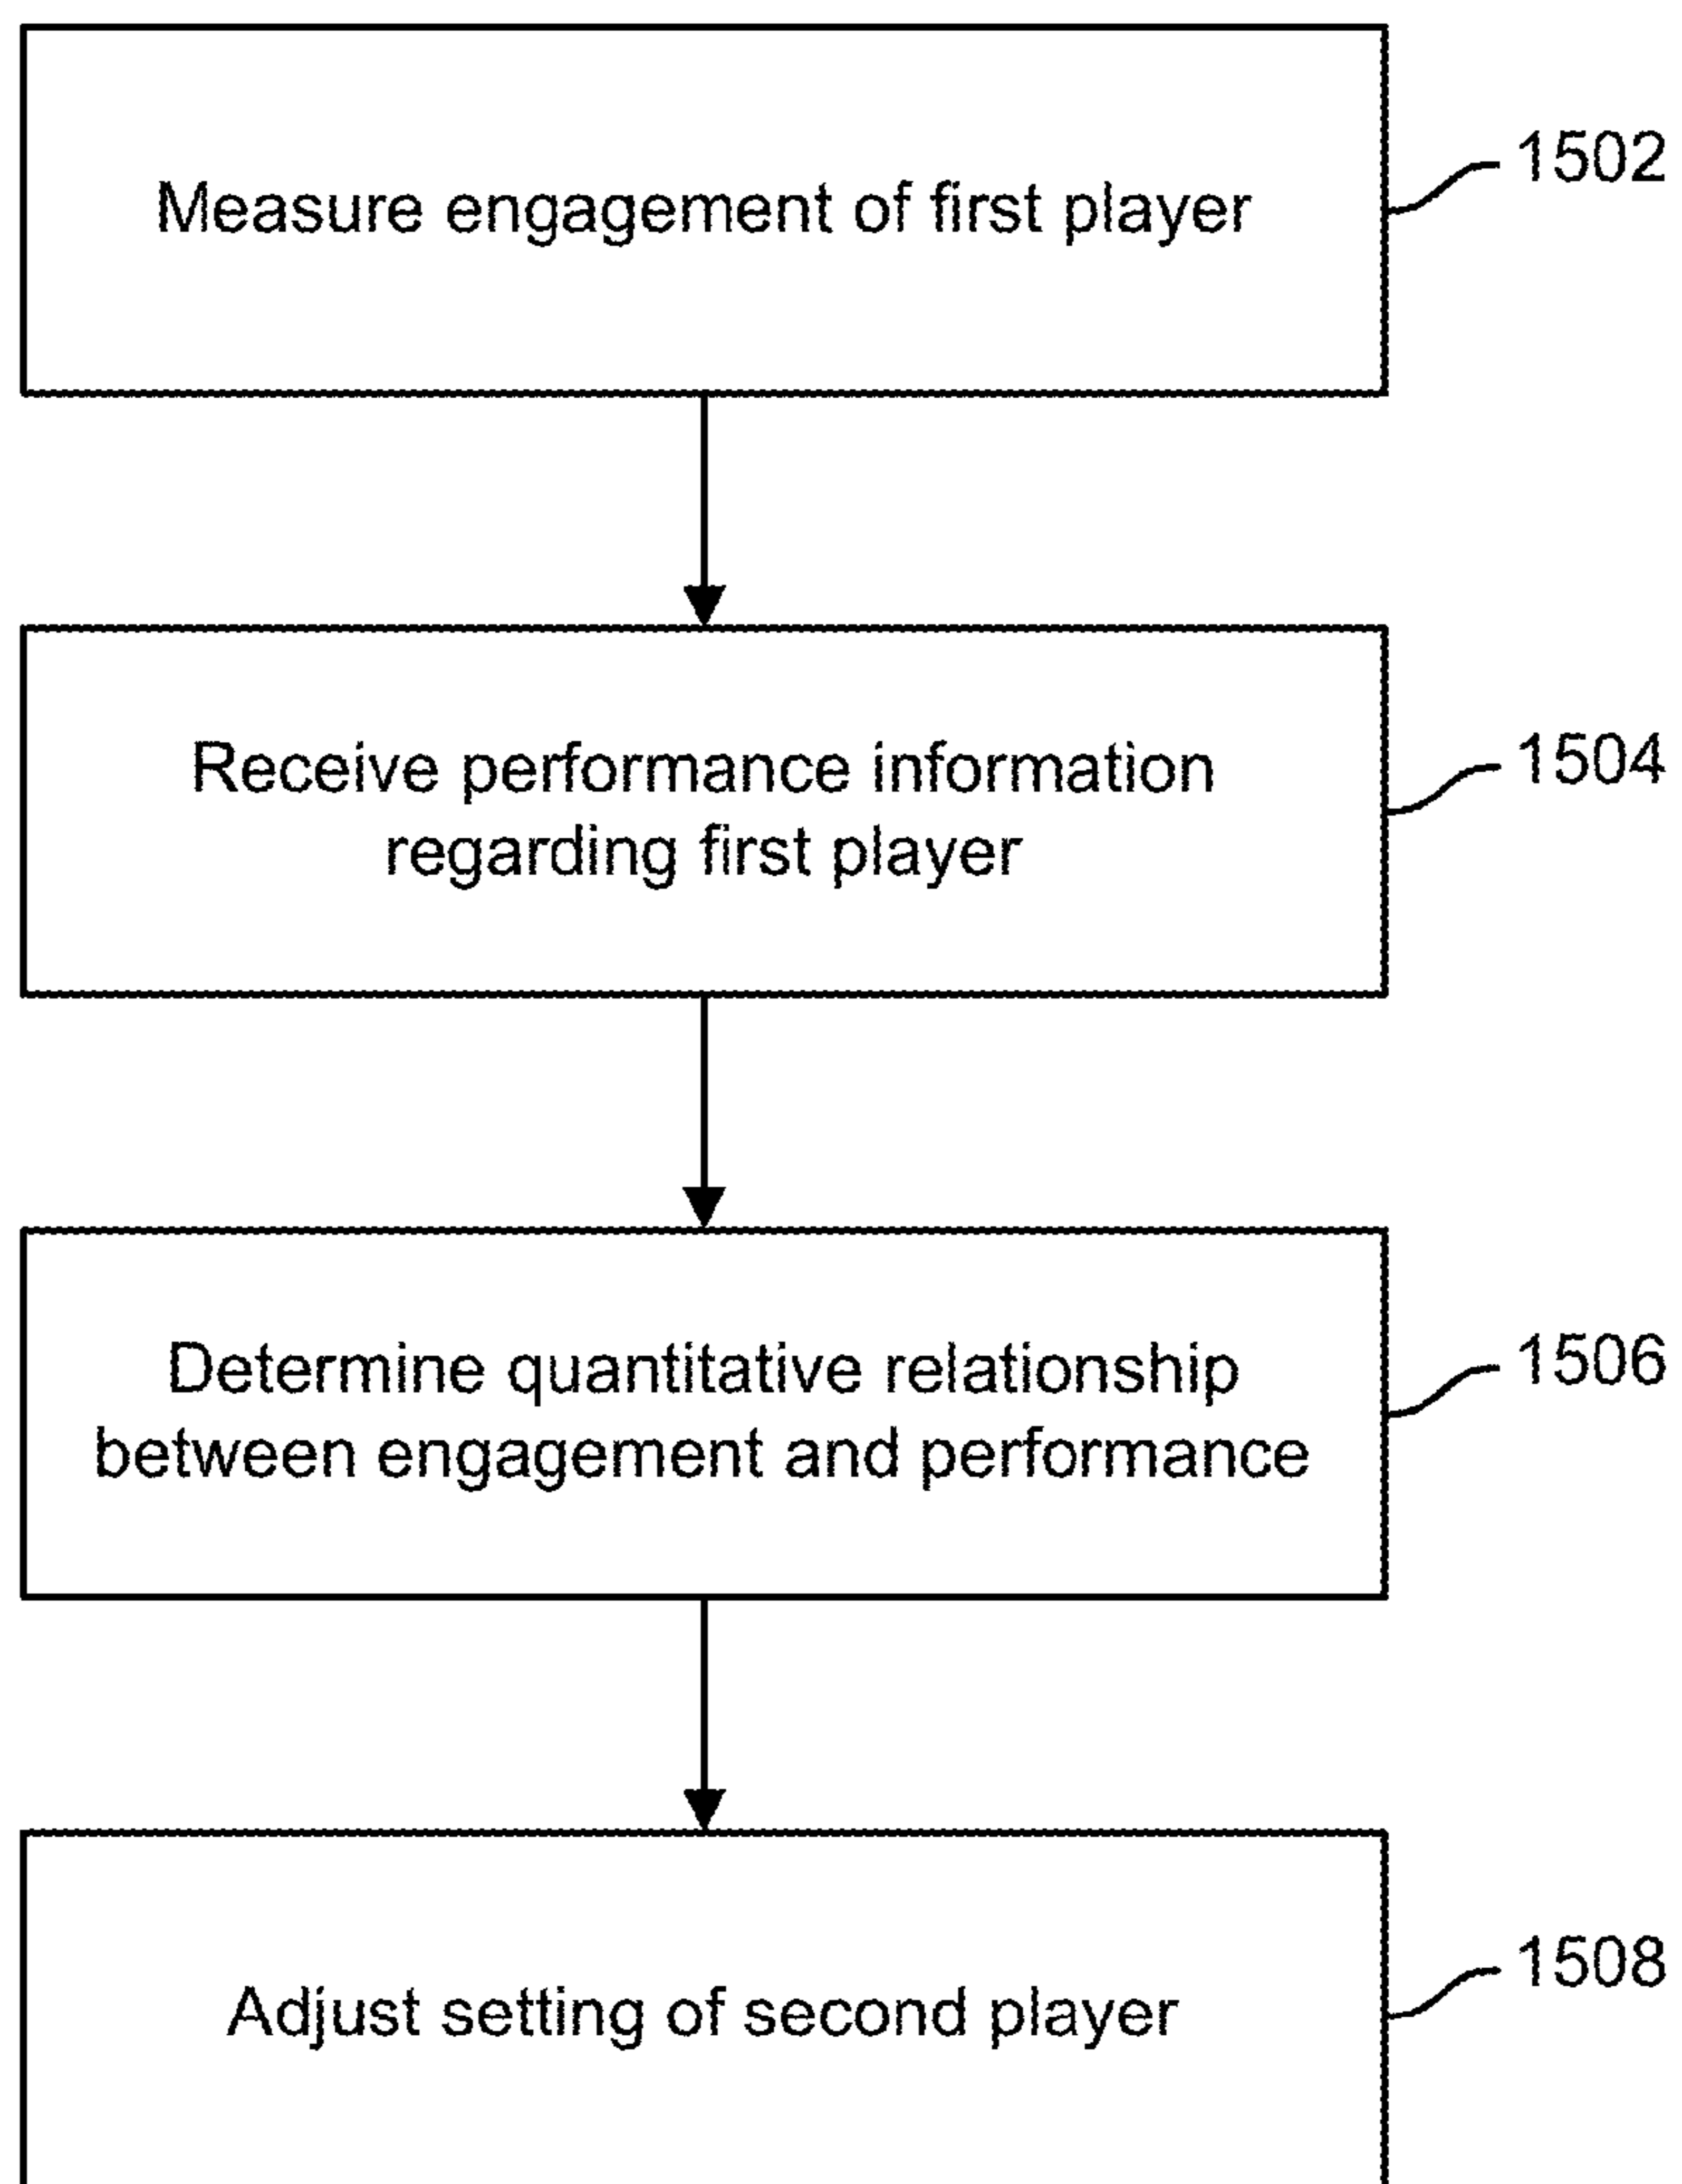 Measure engagement of first player
1502
Receive performance information
regarding first player
1504
Determine quantitative relationship
between engagement and performance
1506
Adjust setting of second player
1508